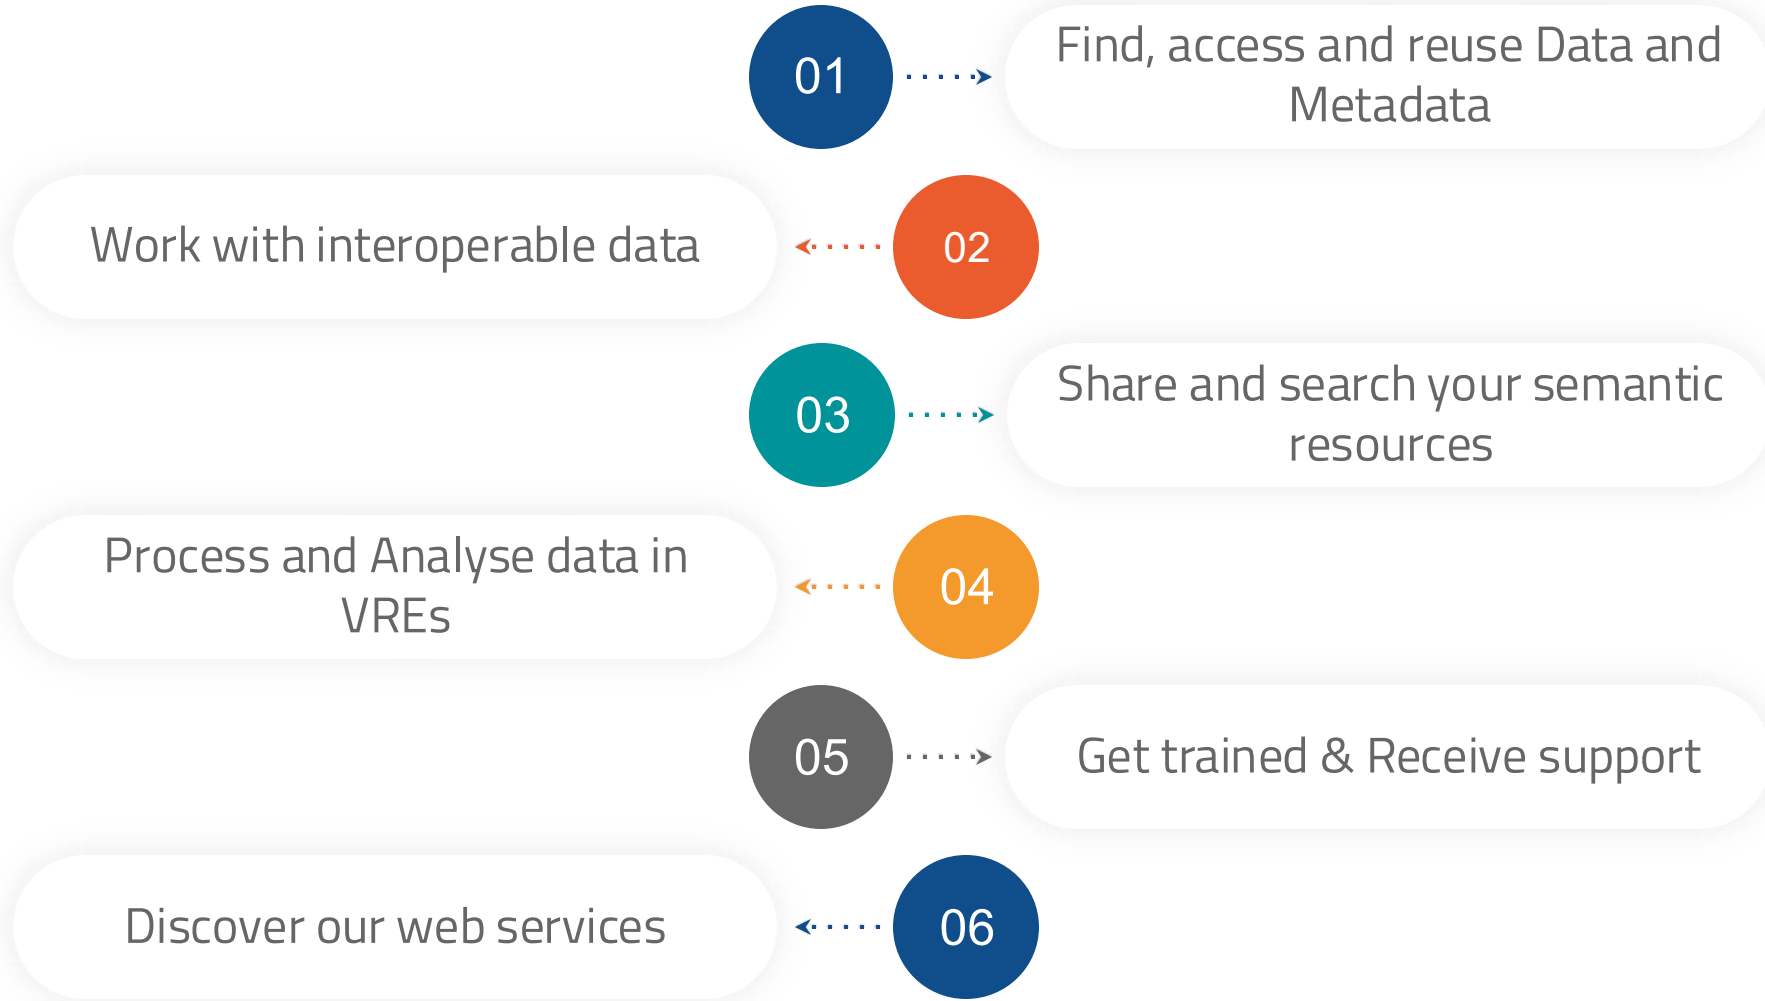 01
Find, access and reuse Data and
Metadata
Work with interoperable data
02
03
Share and search your semantic
resources
Process and Analyse data in
VREs
04
05
Get trained & Receive support
Discover our web services
06